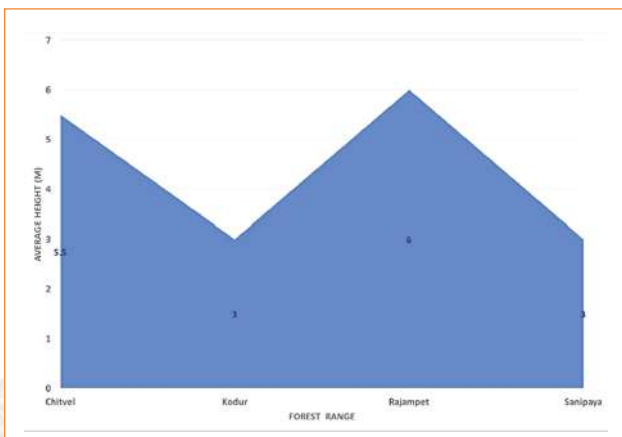 7
6
5
4
3
2
1
0
AVERAGE HEIGHT (M)
5.5
3
6
3
Chitvel
Kodur
Rajampet
Sanipaya
FOREST RANGE